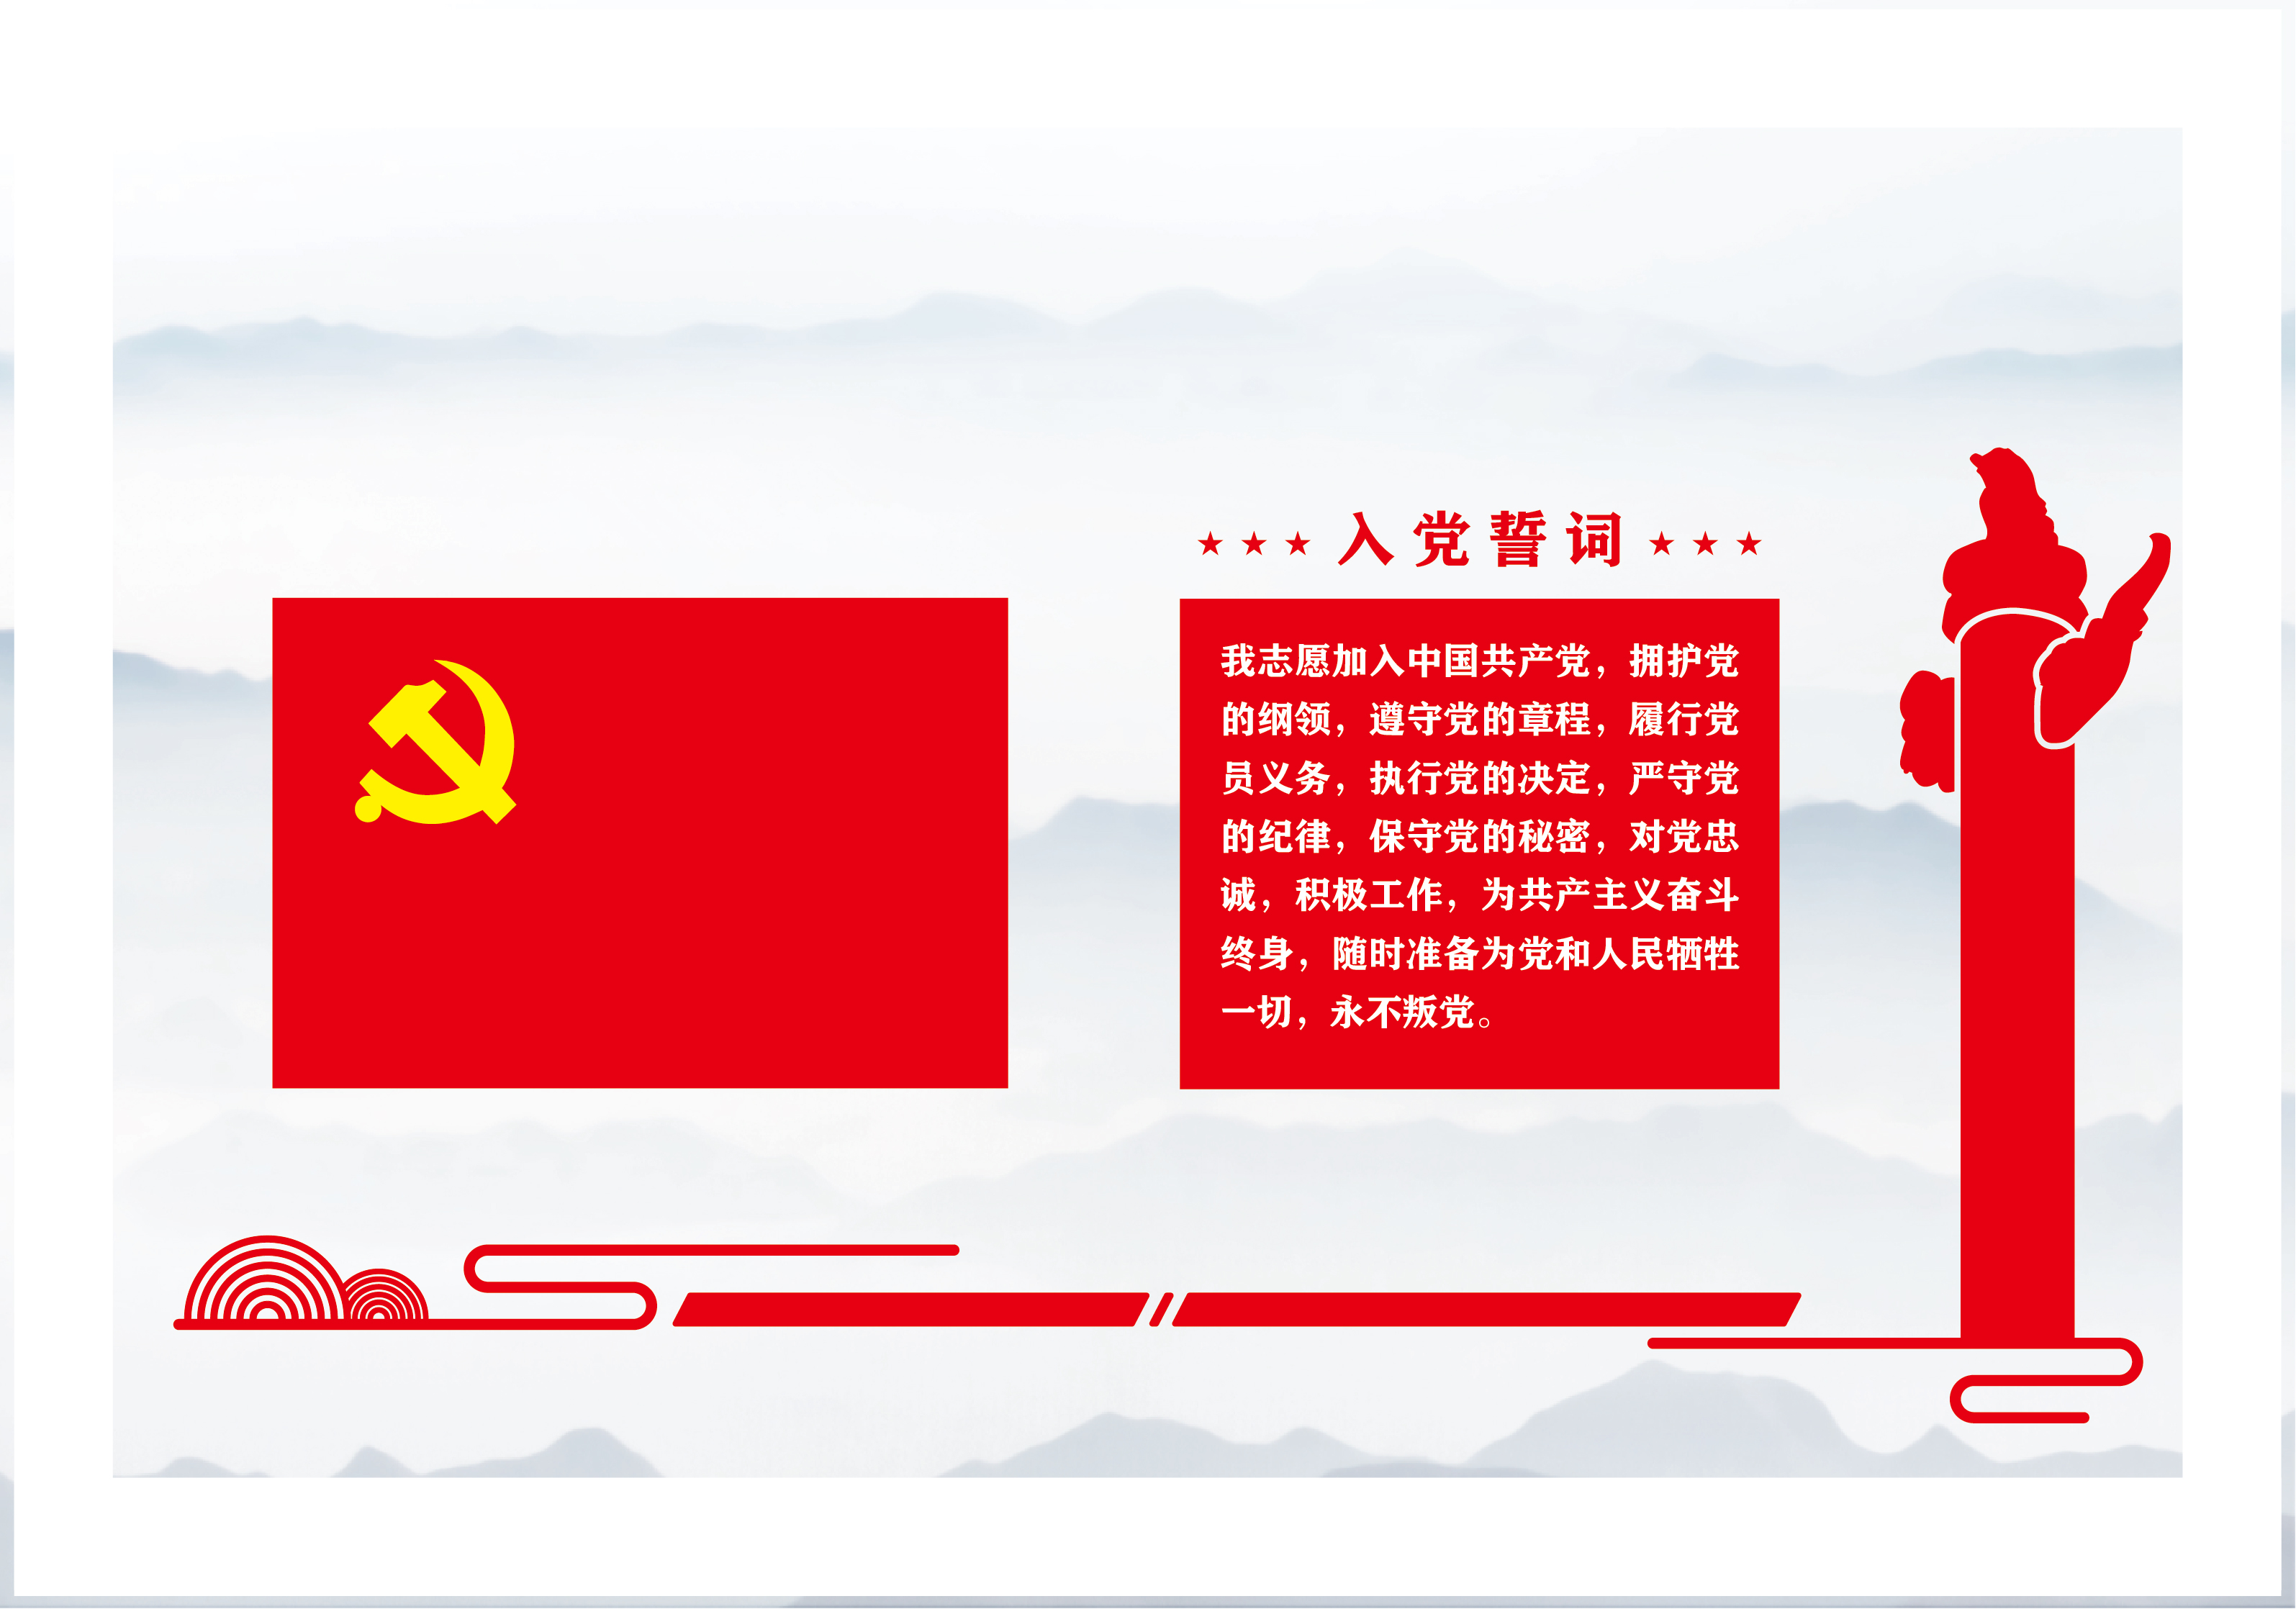 入党誓词
我志愿加入中国共产党，拥护党
的纲领，遵守党的章程，履行党
员义务，执行党的决定，严守党
的纪律，保守党的秘密，对党忠
诚，积极工作，为共产主义奋斗
终身，随时准备为党和人民牺牲
一切，永不叛党。